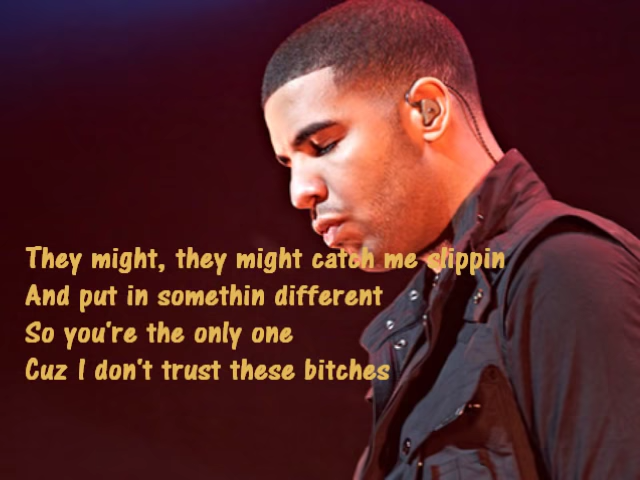 They might, they might catch me slippin
And put in somethin different
So you're the only one
Cuz I don't trust these bitches